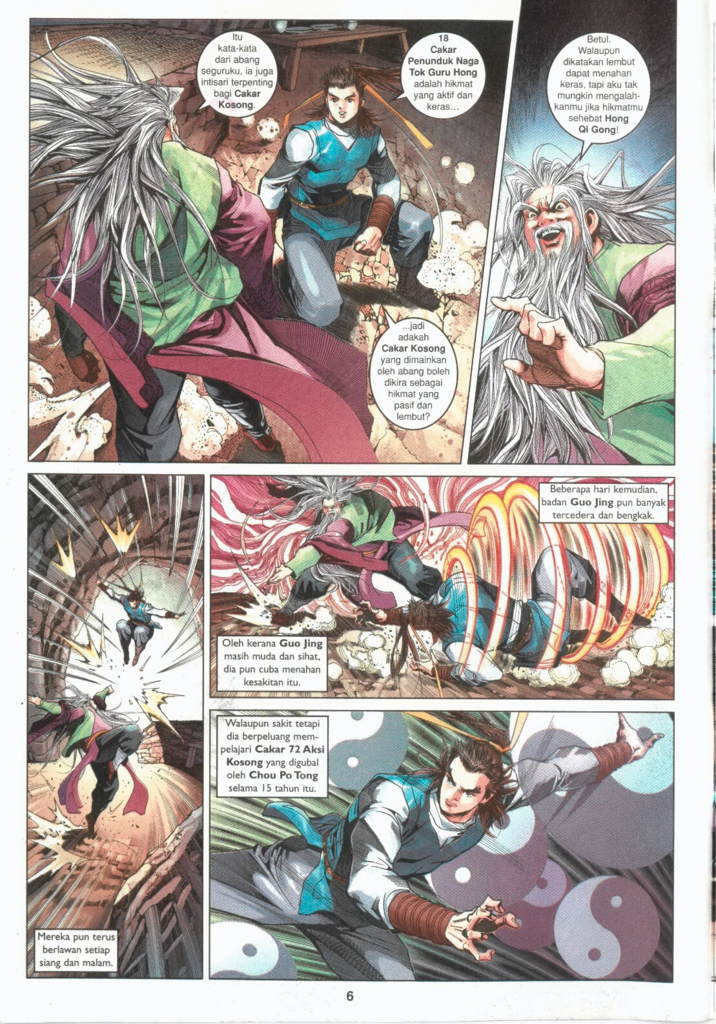 Itu
kata-kata
dari abang
seguruku, ia juga
intisari terpenting
bagi Cakar
Kosong.
18
Cakar
Penunduk Naga
Tok Guru Hong
adalah hikmat
yang aktif dan
keras...
...jadi
adakah
Cakar Kosong
yang dimainkan
oleh abang boleh
dikira sebagai
hikmat yang
pasif dan
lembut?
Betul.
Walaupun
dikatakan lembut
dapat menahan
keras, tapi aku tak
mungkin mengalah-
kanmu jika hikmatmu
sehebat Hong
Qi Gong!
Mereka pun terus
berlawan setiap
siang dan malam.
Beberapa hari kemudian,
badan Guo Jing pun banyak
tercedera dan bengkak.
Oleh kerana Guo Jing
masih muda dan sihat,
dia pun cuba menahan
kesakitan itu.
Walaupun sakit tetapi
dia berpeluang mem-
pelajari Cakar 72 Aksi
Kosong yang digubal
oleh Chou Po Tong
selama 15 tahun itu.
6